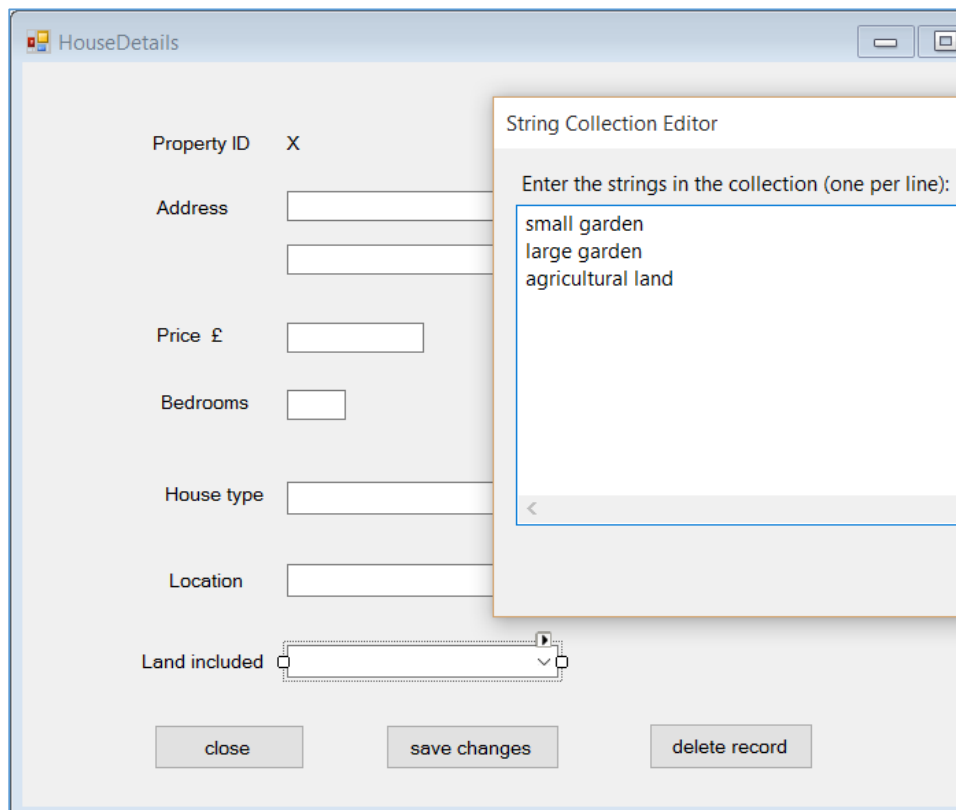 HouseDetails
String Collection Editor
Enter the strings in the collection (one per line):
small garden
large garden
agricultural land
Property ID X
Address
Price £
Bedrooms
House type
Location
Land included
close save changes delete record